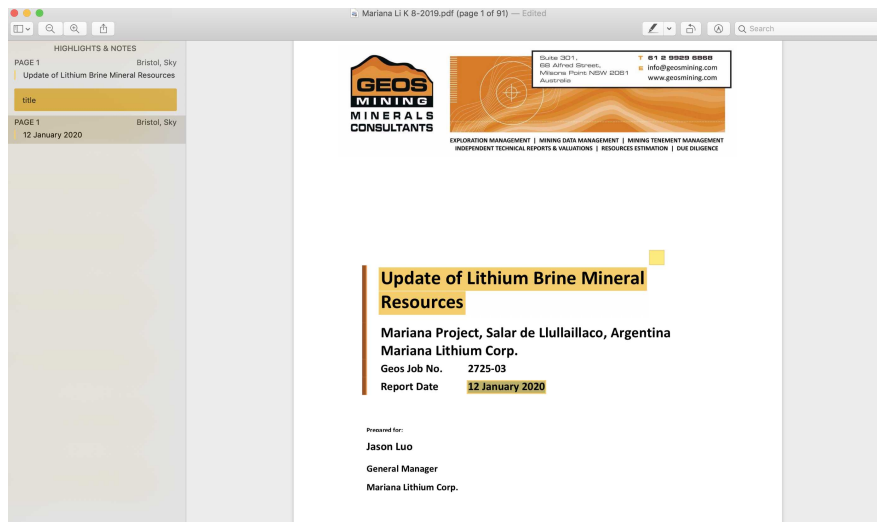 Mariana Li K 8-2019.pdf (page 1 of 91) — Edited
Search
HIGHLIGHTS & NOTES
PAGE 1 Bristol, Sky
Update of Lithium Brine Mineral Resources
title
PAGE 1 Bristol, Sky
12 January 2020
GEOS
MINING
MINERALS
CONSULTANTS
Suite 301,
68 Alfred Street,
Milsons Point NSW 2061
Australia
T 61 2 9929 6868
E info@geosmining.com
www.geosmining.com
EXPLORATION MANAGEMENT | MINING DATA MANAGEMENT | MINING TENEMENT MANAGEMENT
INDEPENDENT TECHNICAL REPORTS & VALUATIONS | RESOURCES ESTIMATION | DUE DILIGENCE
Update of Lithium Brine Mineral
Resources
Mariana Project, Salar de Llullaillaco, Argentina
Mariana Lithium Corp.
Geos Job No. 2725-03
Report Date 12 January 2020
Prepared for:
Jason Luo
General Manager
Mariana Lithium Corp.